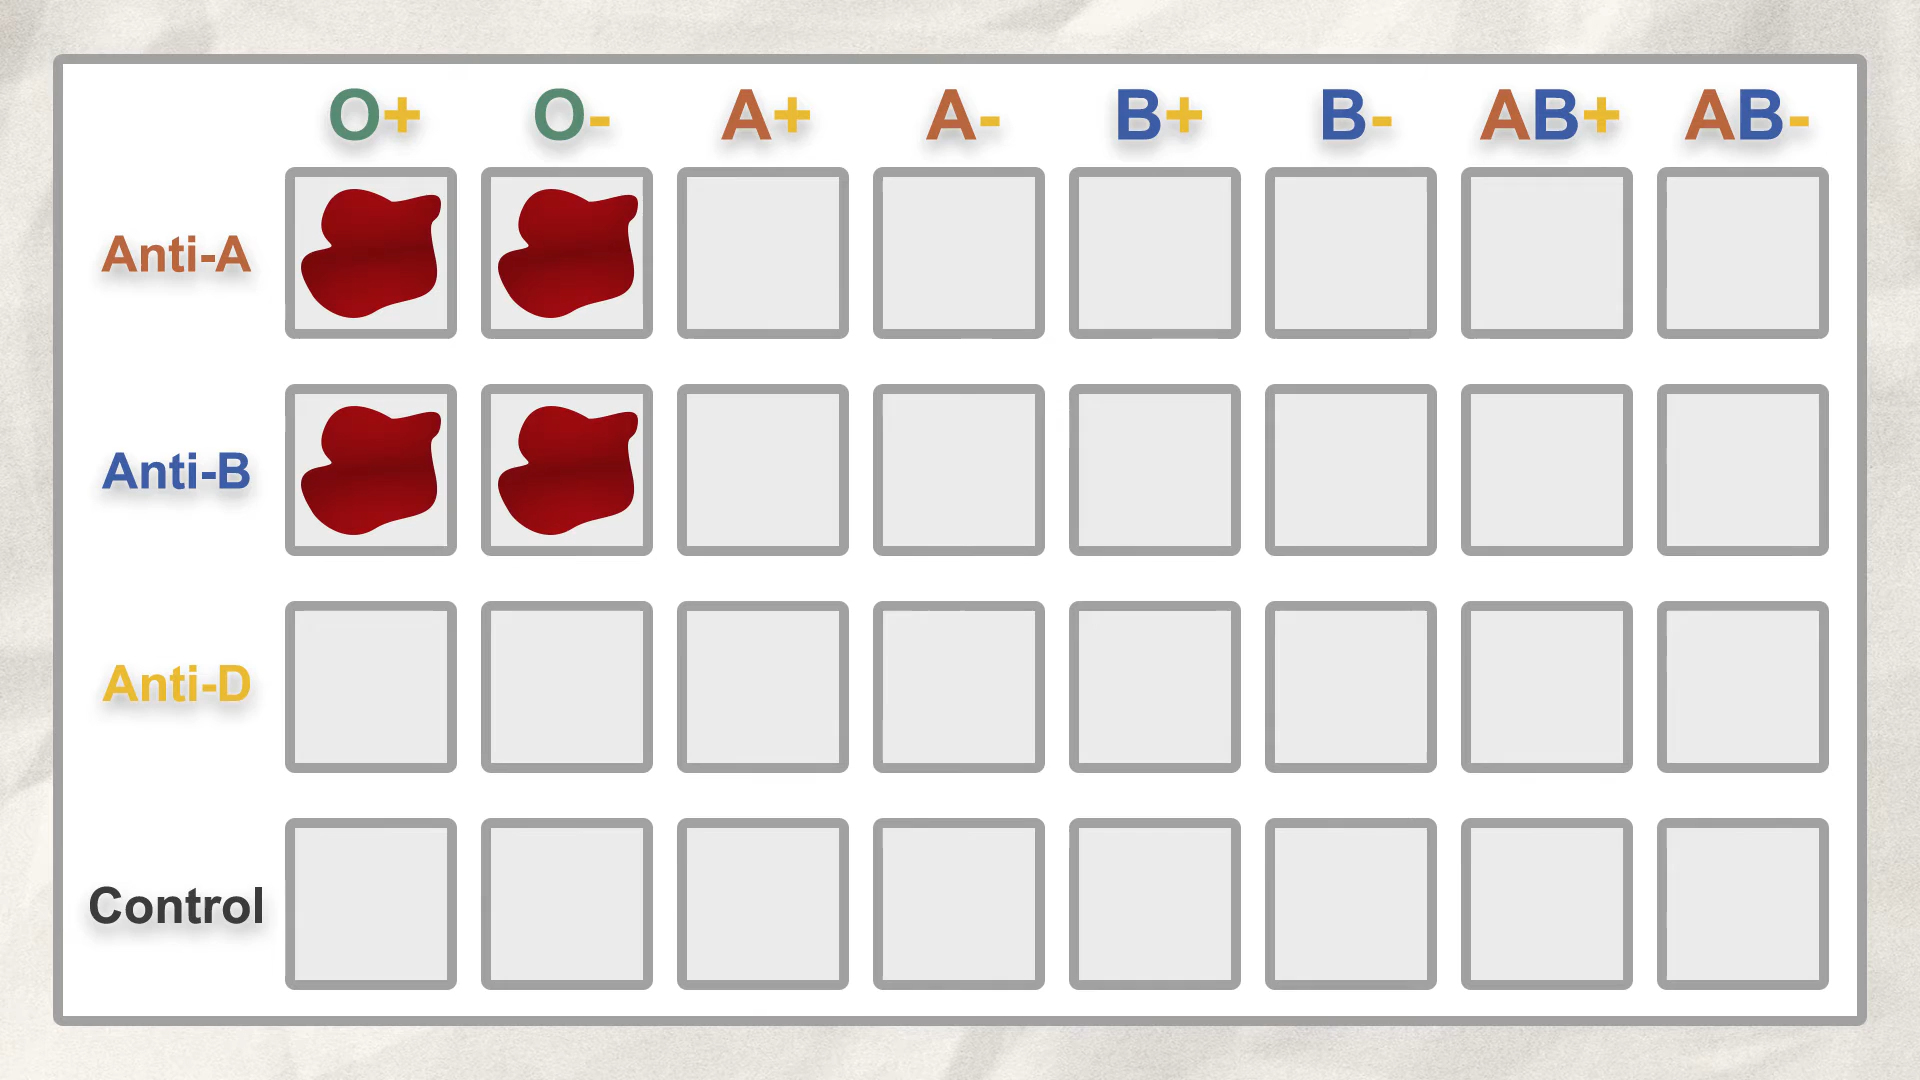 O+ O- A+ A- B+ B- AB+ AB-
Anti-A
Anti-B
Anti-D
Control